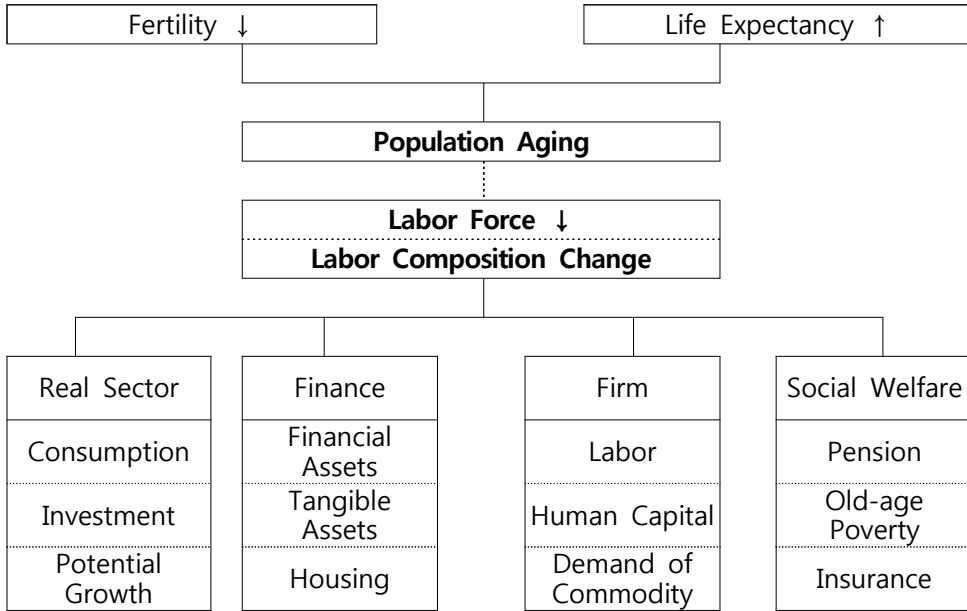 Fertility ↓
Life Expectancy ↑
Population Aging
Labor Force ↓
Labor Composition Change
Real Sector
Consumption
Investment
Potential
Growth
Finance
Financial
Assets
Tangible
Assets
Housing
Firm
Labor
Human Capital
Demand of
Commodity
Social Welfare
Pension
Old-age
Poverty
Insurance